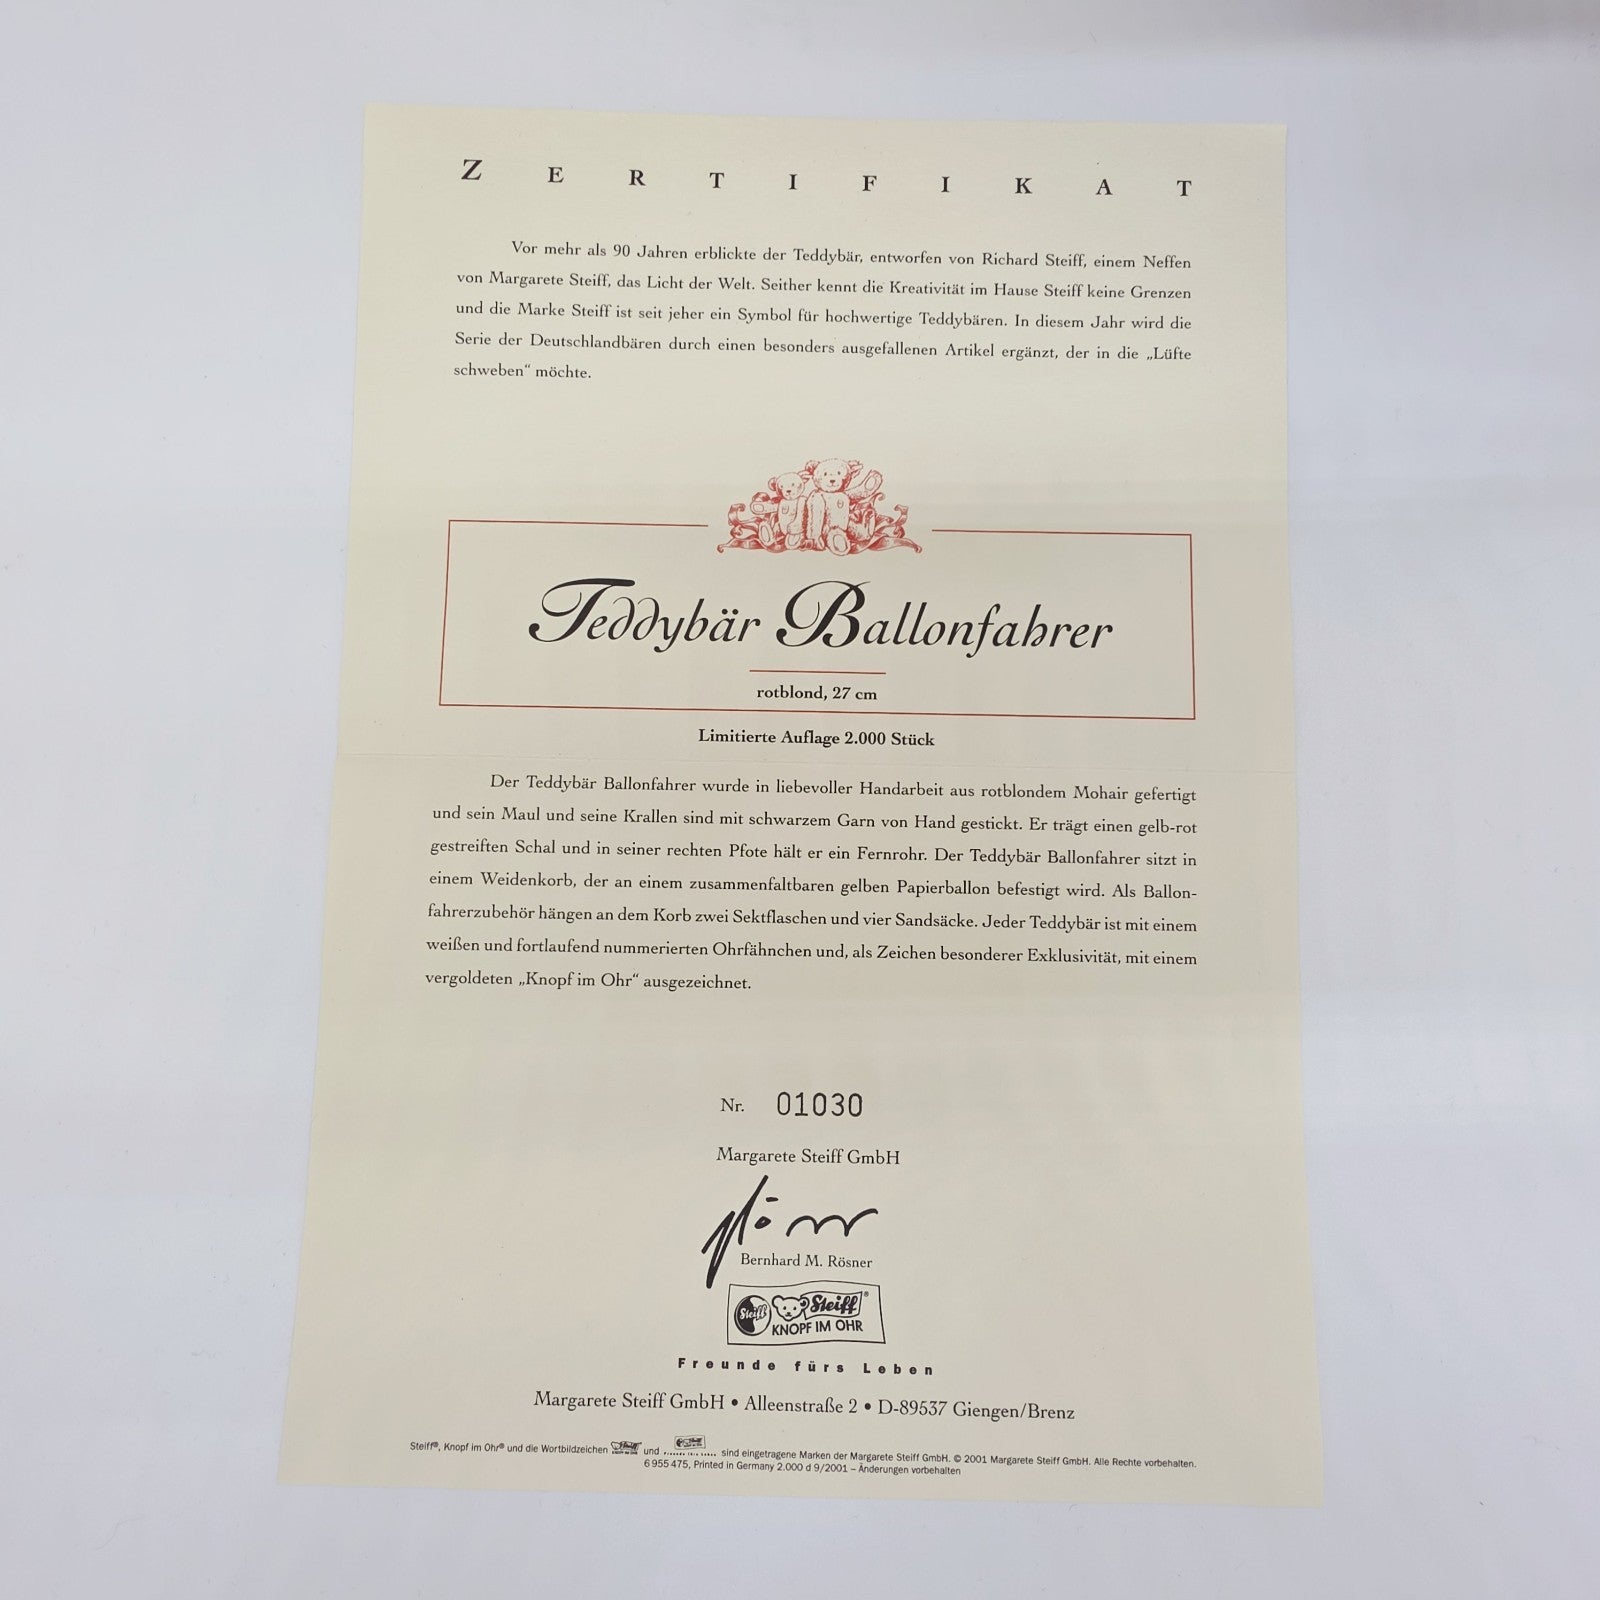 ZERTIFIKAT
Vor mehr als 90 Jahren erblickte der Teddybär, entworfen von Richard Steiff, einem Neffen
von Margarete Steiff, das Licht der Welt. Seither kennt die Kreativität im Hause Steiff keine Grenzen
und die Marke Steiff ist seit jeher ein Symbol für hochwertige Teddybären. In diesem Jahr wird die
Serie der Deutschlandbären durch einen besonders ausgefallenen Artikel ergänzt, der in die „Lüfte
schweben“ möchte.
Teddybär Ballonfahrer
rotblond, 27 cm
Limitierte Auflage 2.000 Stück
Der Teddybär Ballonfahrer wurde in liebevoller Handarbeit aus rotblondem Mohair gefertigt
und sein Maul und seine Krallen sind mit schwarzem Garn von Hand gestickt. Er trägt einen gelb-rot
gestreiften Schal und in seiner rechten Pfote hält er ein Fernrohr. Der Teddybär Ballonfahrer sitzt in
einem Weidenkorb, der an einem zusammenfaltbaren gelben Papierballon befestigt wird. Als Ballon-
fahrerzubehör hängen an dem Korb zwei Sektflaschen und vier Sandsäcke. Jeder Teddybär ist mit einem
weißen und fortlaufend nummerierten Ohrfähnchen und, als Zeichen besonderer Exklusivität, mit einem
vergoldeten „Knopf im Ohr“ ausgezeichnet.
Nr. 01030
Margarete Steiff GmbH
Bernhard M. Rösner
Steiff Steiff®
KNOPF IM OHR
Freunde fürs Leben
Margarete Steiff GmbH • Alleenstraße 2 • D-89537 Giengen/Brenz
Steiff®, Knopf im Ohr® und die Wortbildzeichen und sind eingetragene Marken der Margarete Steiff GmbH. © 2001 Margarete Steiff GmbH. Alle Rechte vorbehalten.
6 955 475, Printed in Germany 2.000 d 9/2001 – Änderungen vorbehalten